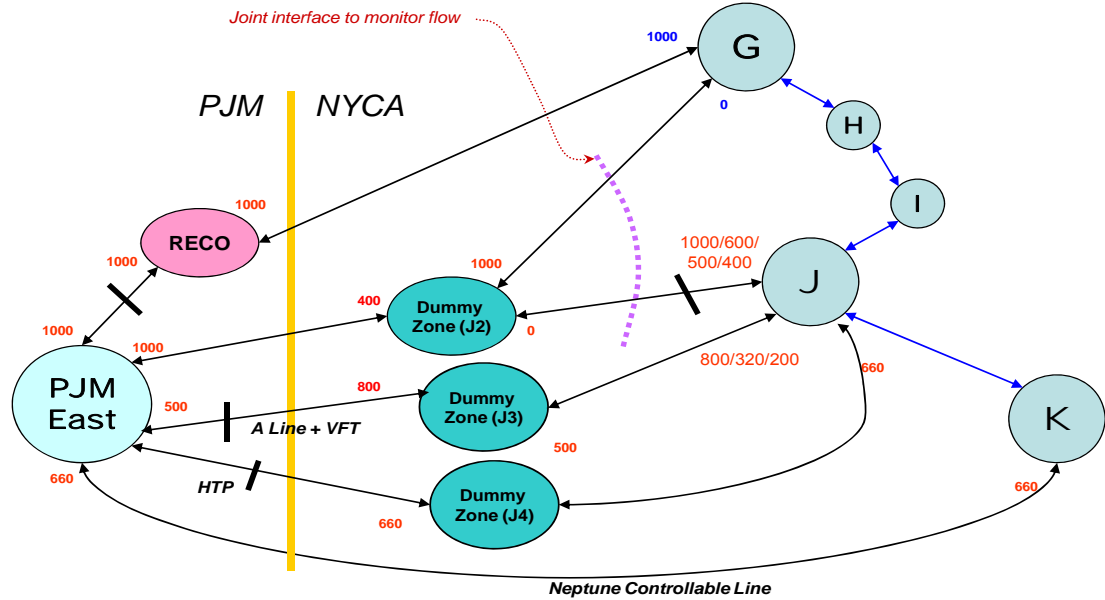 Joint interface to monitor flow
1000
G
PJM
NYCA
0
H
1000
I
RECO
1000
1000/600/
500/400
1000
J
400
Dummy
Zone (J2)
0
1000
1000
800/320/200
660
PJM
East
800
Dummy
Zone (J3)
500
A Line + VFT
500
K
660
HTP
Dummy
Zone (J4)
660
660
Neptune Controllable Line